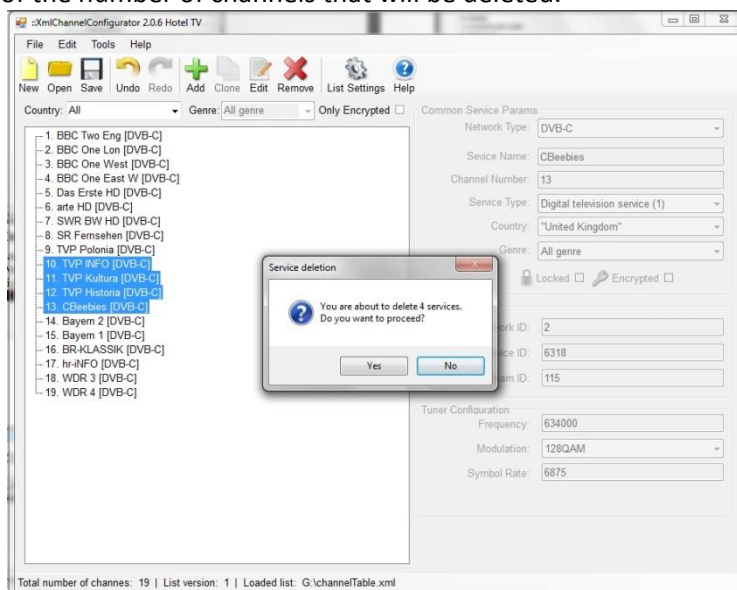 of the number of channels that will be deleted.
::XmlChannelConfigurator 2.0.6 Hotel TV
File Edit Tools Help
New Open Save Undo Redo Add Clone Edit Remove List Settings Help
Country: All Genre: All genre Only Encrypted
1. BBC Two Eng [DVB-C]
2. BBC One Lon [DVB-C]
3. BBC One West [DVB-C]
4. BBC One East W [DVB-C]
5. Das Erste HD [DVB-C]
6. arte HD [DVB-C]
7. SWR BW HD [DVB-C]
8. SR Fernsehen [DVB-C]
9. TVP Polonia [DVB-C]
10. TVP INFO [DVB-C]
11. TVP Kultura [DVB-C]
12. TVP Historia [DVB-C]
13. CBeebies [DVB-C]
14. Bayern 2 [DVB-C]
15. Bayern 1 [DVB-C]
16. BR-KLASSIK [DVB-C]
17. hr-iNFO [DVB-C]
18. WDR 3 [DVB-C]
19. WDR 4 [DVB-C]
Service deletion
You are about to delete 4 services.
Do you want to proceed?
Yes No
Common Service Params
Network Type: DVB-C
Sevice Name: CBeebies
Channel Number: 13
Service Type: Digital television service (1)
Country: "United Kingdom"
Genre: All genre
Locked Encrypted
ork ID: 2
ice ID: 6318
am ID: 115
Tuner Configuration
Frequency: 634000
Modulation: 128QAM
Symbol Rate: 6875
Total number of channes: 19 | List version: 1 | Loaded list: G:\channelTable.xml